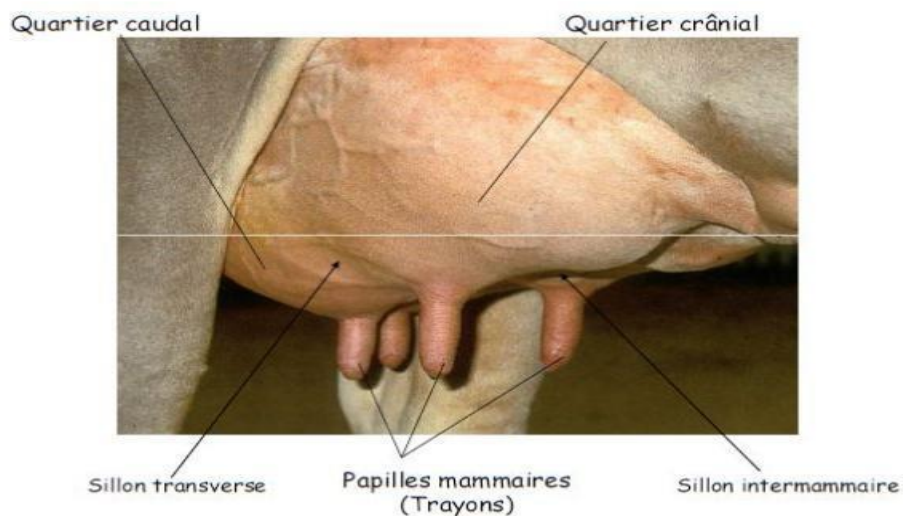 Quartier caudal
Quartier crânial
Sillon transverse
Papilles mammaires
(Trayons)
Sillon intermammaire